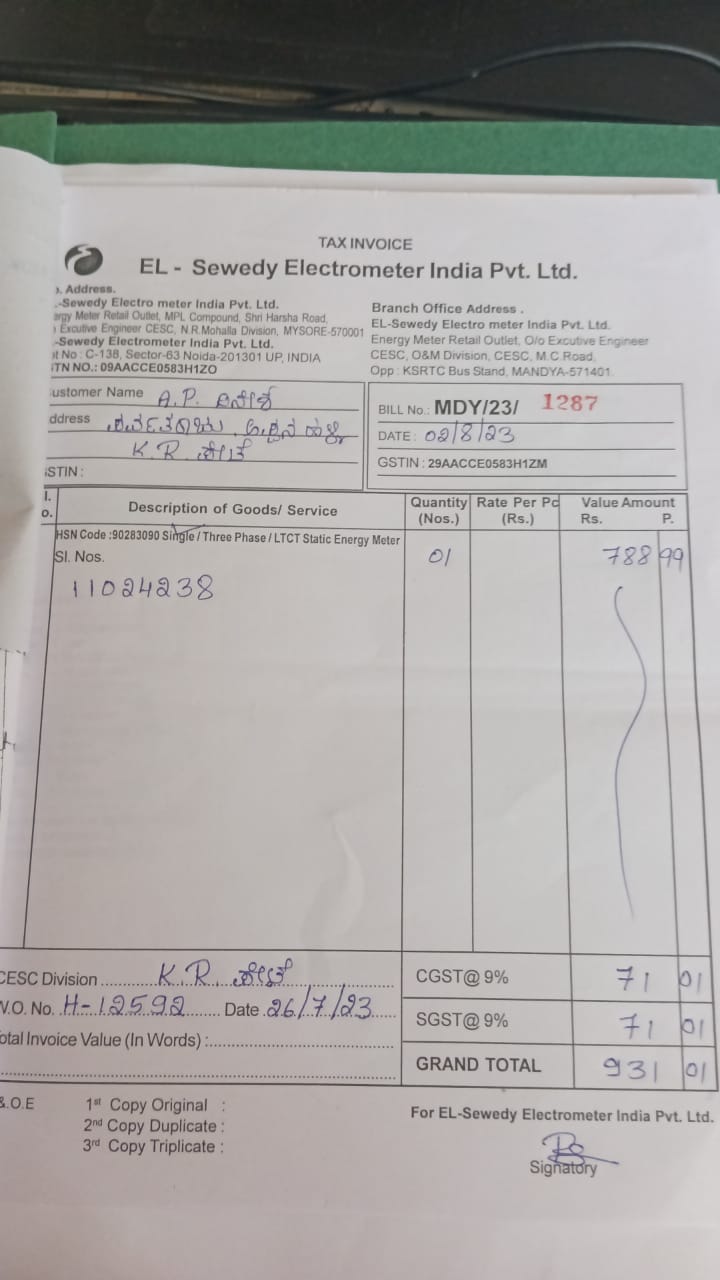 TAX INVOICE
EL - Sewedy Electrometer India Pvt. Ltd.
. Address.
.-Sewedy Electro meter India Pvt. Ltd.
ergy Meter Retail Outlet, MPL Compound, Shri Harsha Road,
Excutive Engineer CESC, N.R.Mohalla Division, MYSORE-570001
.-Sewedy Electrometer India Pvt. Ltd.
t No : C-138, Sector-63 Noida-201301 UP, INDIA
TN NO.: 09AACCE0583H1ZO
Branch Office Address .
EL-Sewedy Electro meter India Pvt. Ltd.
Energy Meter Retail Outlet, O/o Excutive Engineer
CESC, O&M Division, CESC, M.C.Road,
Opp : KSRTC Bus Stand, MANDYA-571401.
ustomer Name A.P.
ddress
K R ಪೇಟೆ
STIN :
BILL No.: MDY/23/ 1287
DATE : 02/8/23
GSTIN : 29AACCE0583H1ZM
l.
o. Description of Goods/ Service Quantity (Nos.) Rate Per Pc (Rs.) Value Amount Rs. P.
HSN Code :90283090 Single / Three Phase / LTCT Static Energy Meter 01 788 99
Sl. Nos.
11024238
CESC Division K.R. ಪೇಟೆ
V.O. No. H-12592 Date 26/7/23
otal Invoice Value (In Words) :
CGST@ 9% 71 01
SGST@ 9% 71 01
GRAND TOTAL 931 01
&.O.E
1st Copy Original :
2nd Copy Duplicate :
3rd Copy Triplicate :
For EL-Sewedy Electrometer India Pvt. Ltd.
Signatory